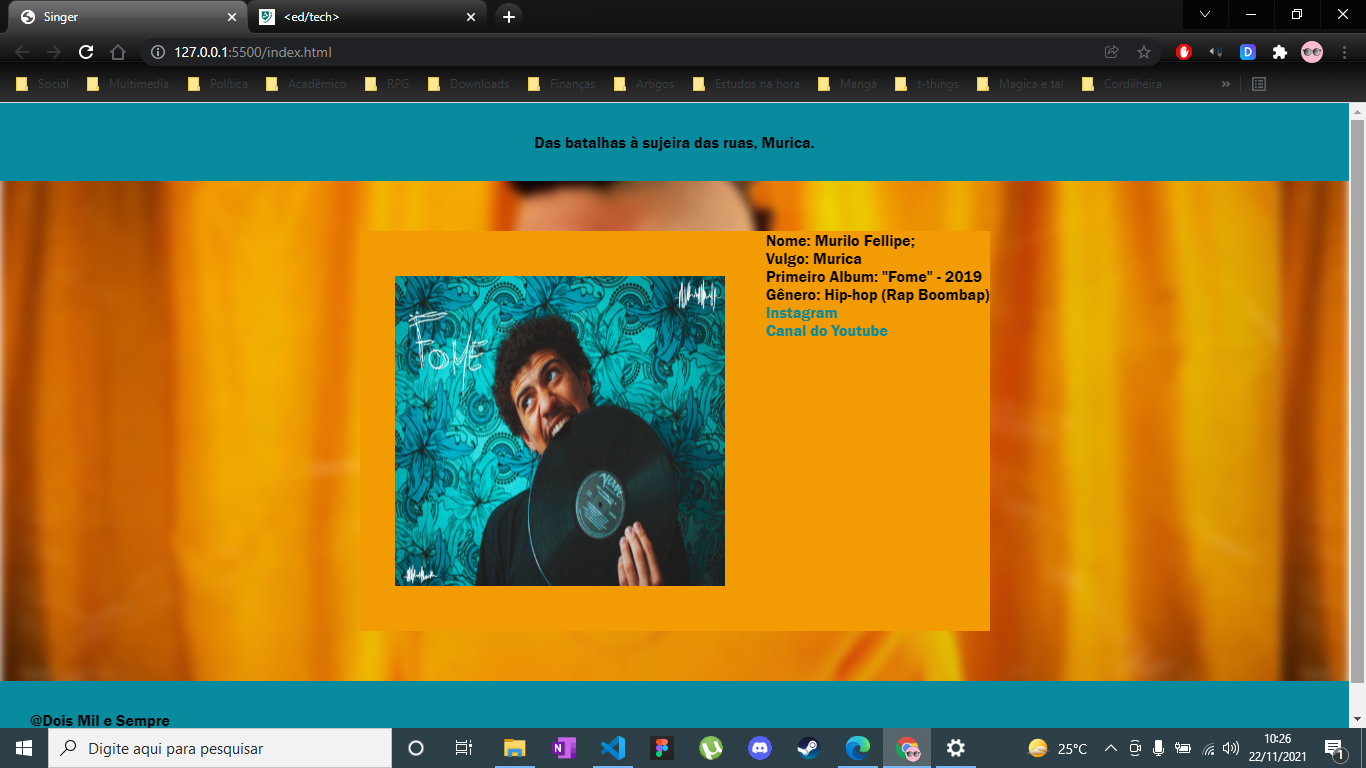 Singer
<ed/tech>
127.0.0.1:5500/index.html
Social
Multimedia
Política
Acadêmico
RPG
Downloads
Finanças
Artigos
Estudos na hora
Mangá
t-things
Magica e tal
Cordilheira
Das batalhas à sujeira das ruas, Murica.
Nome: Murilo Fellipe;
Vulgo: Murica
Primeiro Album: "Fome" - 2019
Gênero: Hip-hop (Rap Boombap)
Instagram
Canal do Youtube
FOME
@Dois Mil e Sempre
Digite aqui para pesquisar
25°C
10:26
22/11/2021
1